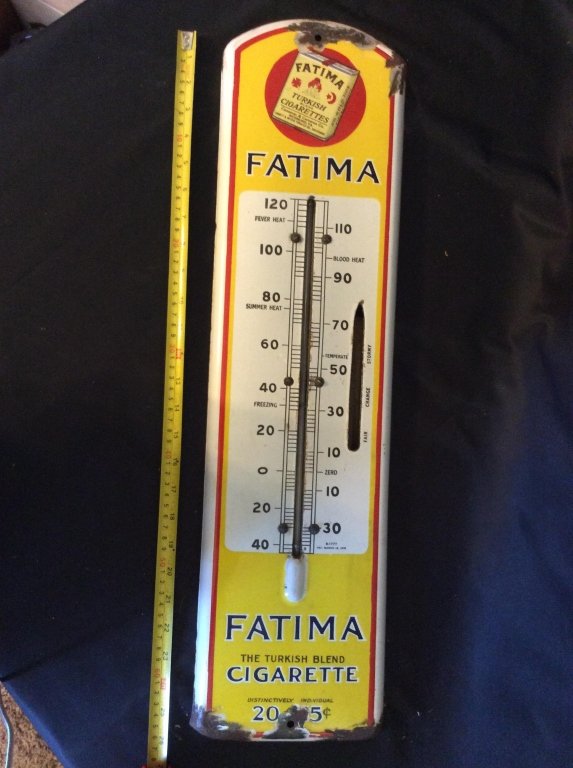 FATIMA
TURKISH
CIGARETTES
FATIMA
120
FEVER HEAT
110
100
BLOOD HEAT
90
80
SUMMER HEAT
70
60
TEMPERATE
50
40
FREEZING
30
20
10
0
ZERO
10
20
30
40
STORMY
CHANGE
FAIR
FATIMA
THE TURKISH BLEND
CIGARETTE
DISTINCTIVELY INDIVIDUAL
20 5¢